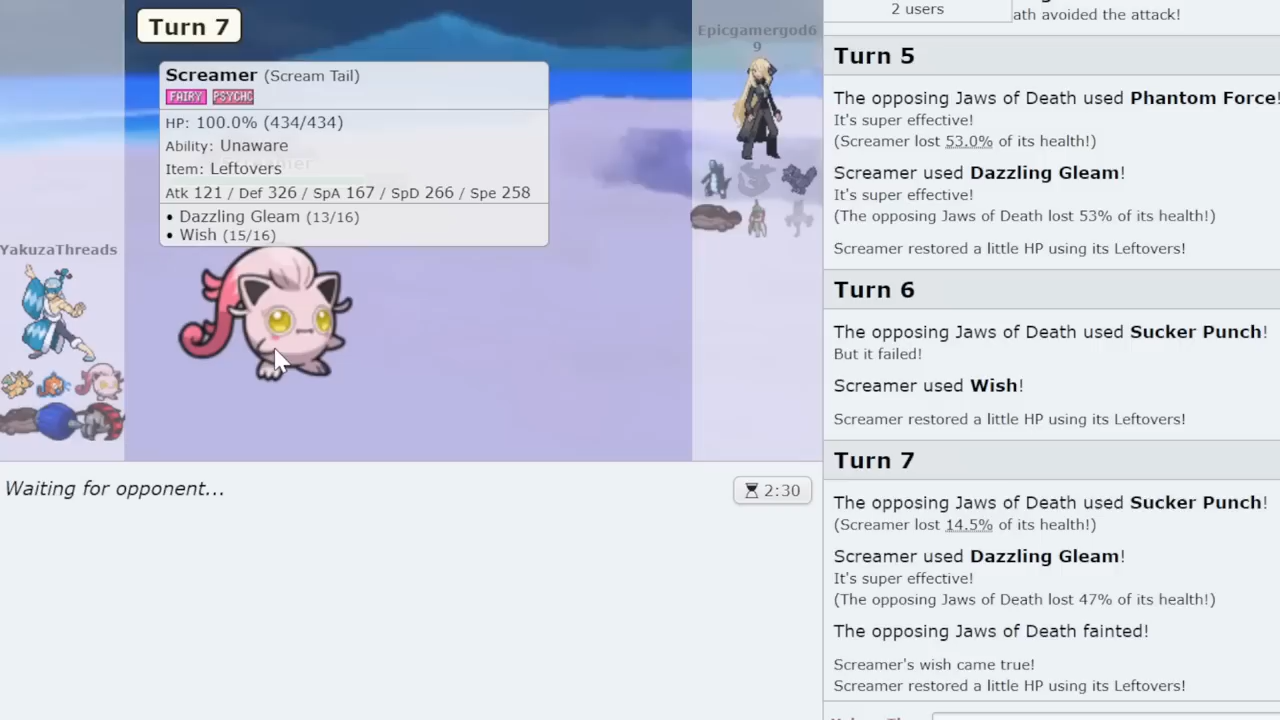 Turn 7
Screamer (Scream Tail)
FAIRY PSYCHC
HP: 100.0% (434/434)
Ability: Unaware
Item: Leftovers
Atk 121 / Def 326 / SpA 167 / SpD 266 / Spe 258
• Dazzling Gleam (13/16)
• Wish (15/16)
YakuzaThreads
Epicgamergod6
9
Waiting for opponent...
2:30
2 users
ath avoided the attack!
Turn 5
The opposing Jaws of Death used Phantom Force!
It's super effective!
(Screamer lost 53.0% of its health!)
Screamer used Dazzling Gleam!
It's super effective!
(The opposing Jaws of Death lost 53% of its health!)
Screamer restored a little HP using its Leftovers!
Turn 6
The opposing Jaws of Death used Sucker Punch!
But it failed!
Screamer used Wish!
Screamer restored a little HP using its Leftovers!
Turn 7
The opposing Jaws of Death used Sucker Punch!
(Screamer lost 14.5% of its health!)
Screamer used Dazzling Gleam!
It's super effective!
(The opposing Jaws of Death lost 47% of its health!)
The opposing Jaws of Death fainted!
Screamer's wish came true!
Screamer restored a little HP using its Leftovers!